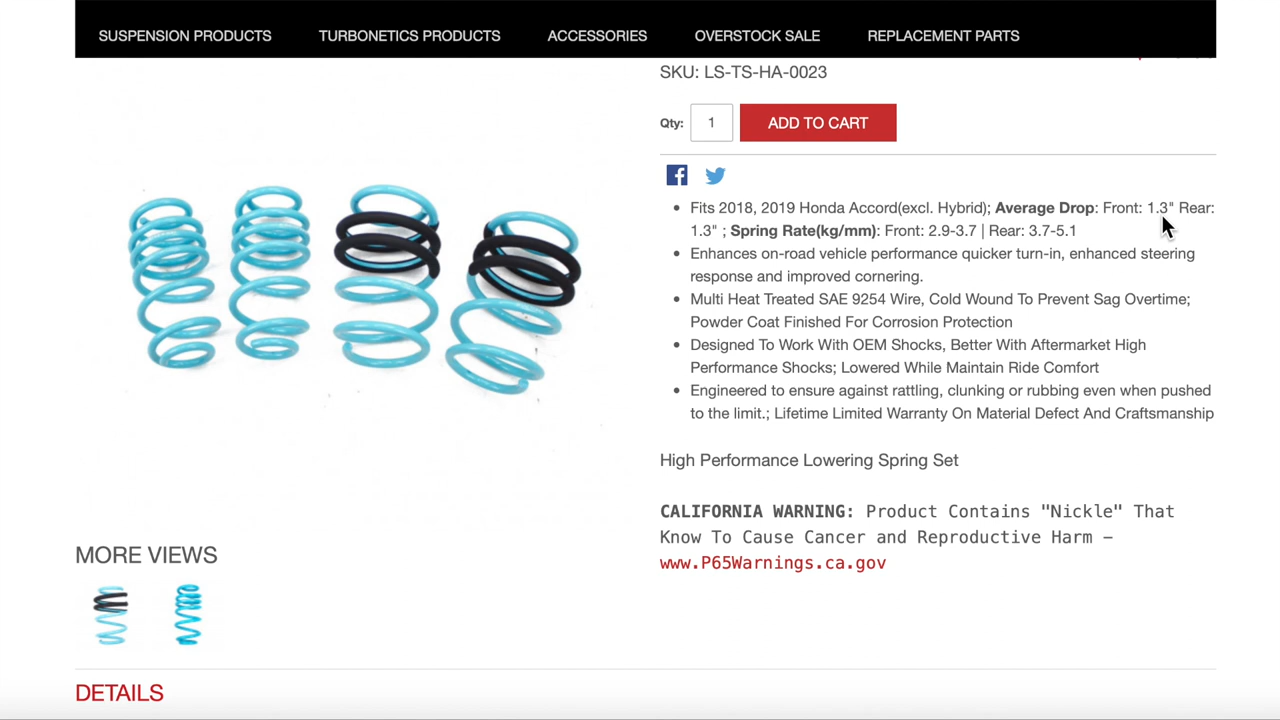 SUSPENSION PRODUCTS TURBONETICS PRODUCTS ACCESSORIES OVERSTOCK SALE REPLACEMENT PARTS
SKU: LS-TS-HA-0023
Qty: 1 ADD TO CART
Fits 2018, 2019 Honda Accord(excl. Hybrid); Average Drop: Front: 1.3" Rear:
1.3" ; Spring Rate(kg/mm): Front: 2.9-3.7 | Rear: 3.7-5.1
Enhances on-road vehicle performance quicker turn-in, enhanced steering
response and improved cornering.
Multi Heat Treated SAE 9254 Wire, Cold Wound To Prevent Sag Overtime;
Powder Coat Finished For Corrosion Protection
Designed To Work With OEM Shocks, Better With Aftermarket High
Performance Shocks; Lowered While Maintain Ride Comfort
Engineered to ensure against rattling, clunking or rubbing even when pushed
to the limit.; Lifetime Limited Warranty On Material Defect And Craftsmanship
High Performance Lowering Spring Set
CALIFORNIA WARNING: Product Contains "Nickle" That
Know To Cause Cancer and Reproductive Harm –
www.P65Warnings.ca.gov
MORE VIEWS
DETAILS